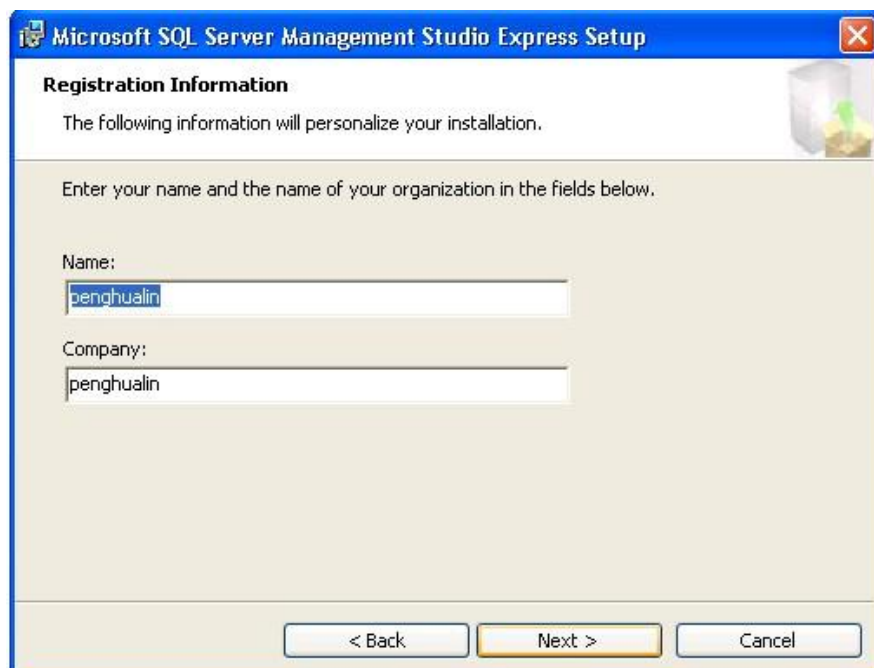 Microsoft SQL Server Management Studio Express Setup
Registration Information
The following information will personalize your installation.
Enter your name and the name of your organization in the fields below.
Name:
penghualin
Company:
penghualin
< Back Next > Cancel